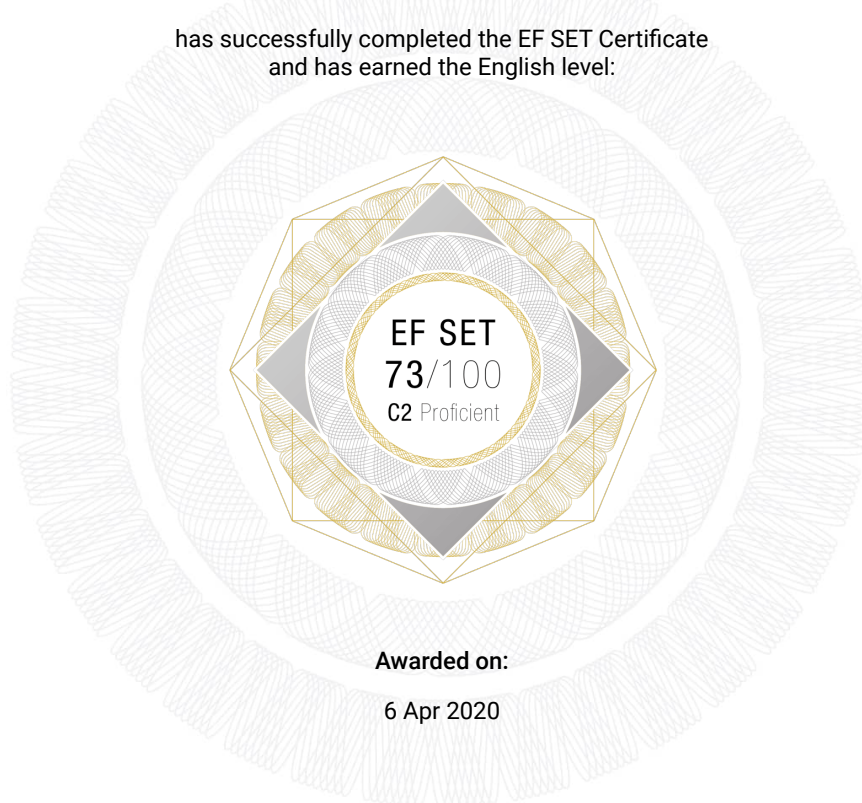 has successfully completed the EF SET Certificate
and has earned the English level:
EF SET
73/100
C2 Proficient
Awarded on:
6 Apr 2020